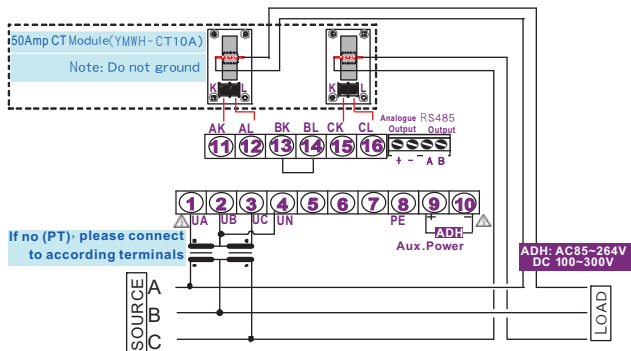 50Amp CT Module(YMWH-CT10A)
Note: Do not ground
K L
K L
AK AL BK BL CK CL
11 12 13 14 15 16
Analogue RS485
Output Output
+ - A B
1 2 3 4 5 6 7 8 9 10
UA UB UC UN PE + -
ADH
Aux.Power
If no (PT), please connect
to according terminals
ADH: AC85~264V
DC 100~300V
SOURCE
A
B
C
LOAD